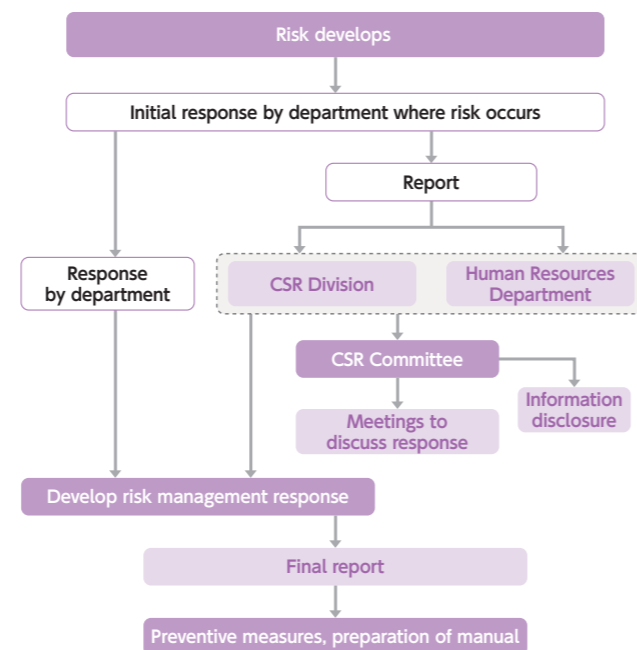 Risk develops
Initial response by department where risk occurs
Report
Response
by department
CSR Division
Human Resources
Department
CSR Committee
Information
disclosure
Meetings to
discuss response
Develop risk management response
Final report
Preventive measures, preparation of manual